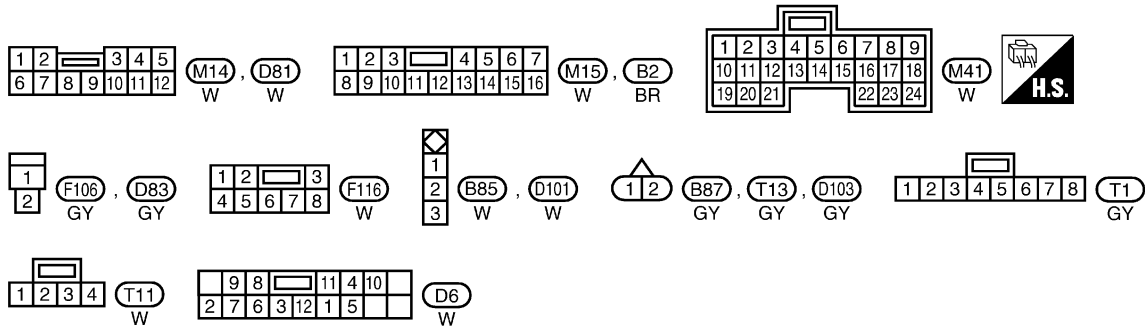 1 2 3 4 5
6 7 8 9 10 11 12
M14 , D81
W W
1 2 3 4 5 6 7
8 9 10 11 12 13 14 15 16
M15 , B2
W BR
1 2 3 4 5 6 7 8 9
10 11 12 13 14 15 16 17 18
19 20 21 22 23 24
M41
W
H.S.
1
2
F106 , D83
GY GY
1 2 3
4 5 6 7 8
F116
W
1
2
3
B85 , D101
W W
1 2
B87 , T13 , D103
GY GY GY
1 2 3 4 5 6 7 8
T1
GY
1 2 3 4
T11
W
9 8 11 4 10
2 7 6 3 12 1 5
D6
W